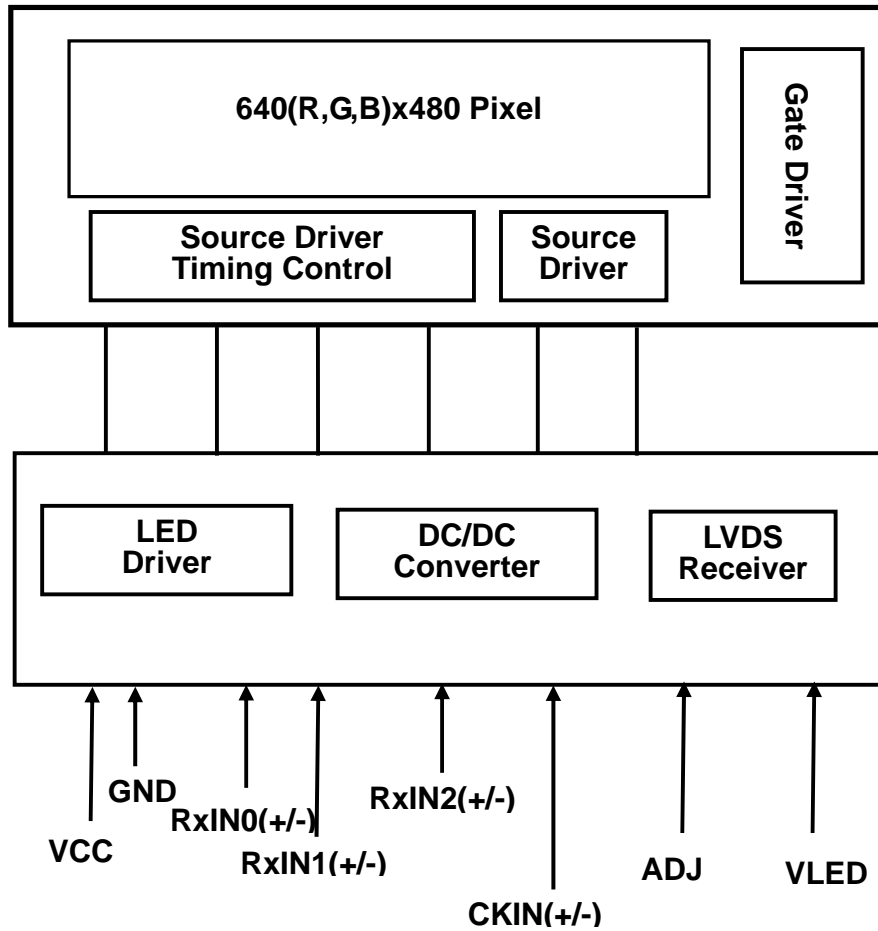 640(R,G,B)x480 Pixel
Gate Driver
Source Driver
Timing Control
Source
Driver
LED
Driver
DC/DC
Converter
LVDS
Receiver
GND
VCC
RxIN0(+/-)
RxIN1(+/-)
RxIN2(+/-)
CKIN(+/-)
ADJ
VLED